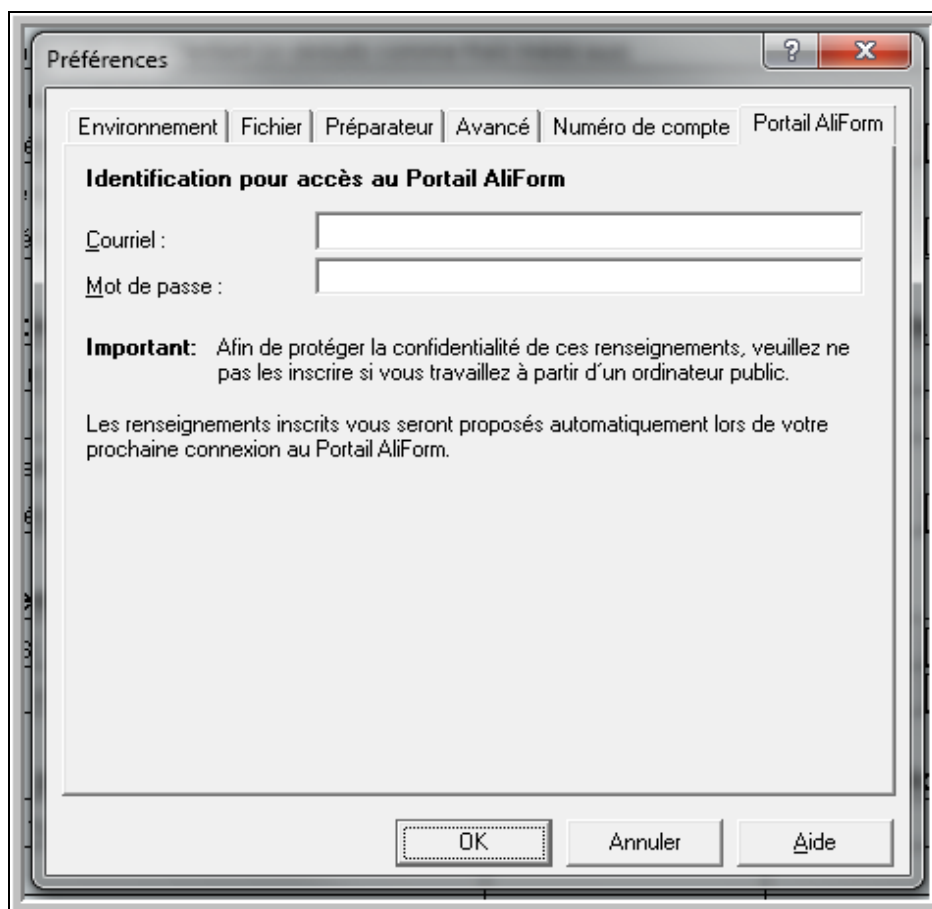 Préférences
?
X
Environnement Fichier Préparateur Avancé Numéro de compte Portail AliForm
Identification pour accès au Portail AliForm
Courriel :
Mot de passe :
Important: Afin de protéger la confidentialité de ces renseignements, veuillez ne
pas les inscrire si vous travaillez à partir d´un ordinateur public.
Les renseignements inscrits vous seront proposés automatiquement lors de votre
prochaine connexion au Portail AliForm.
OK Annuler Aide